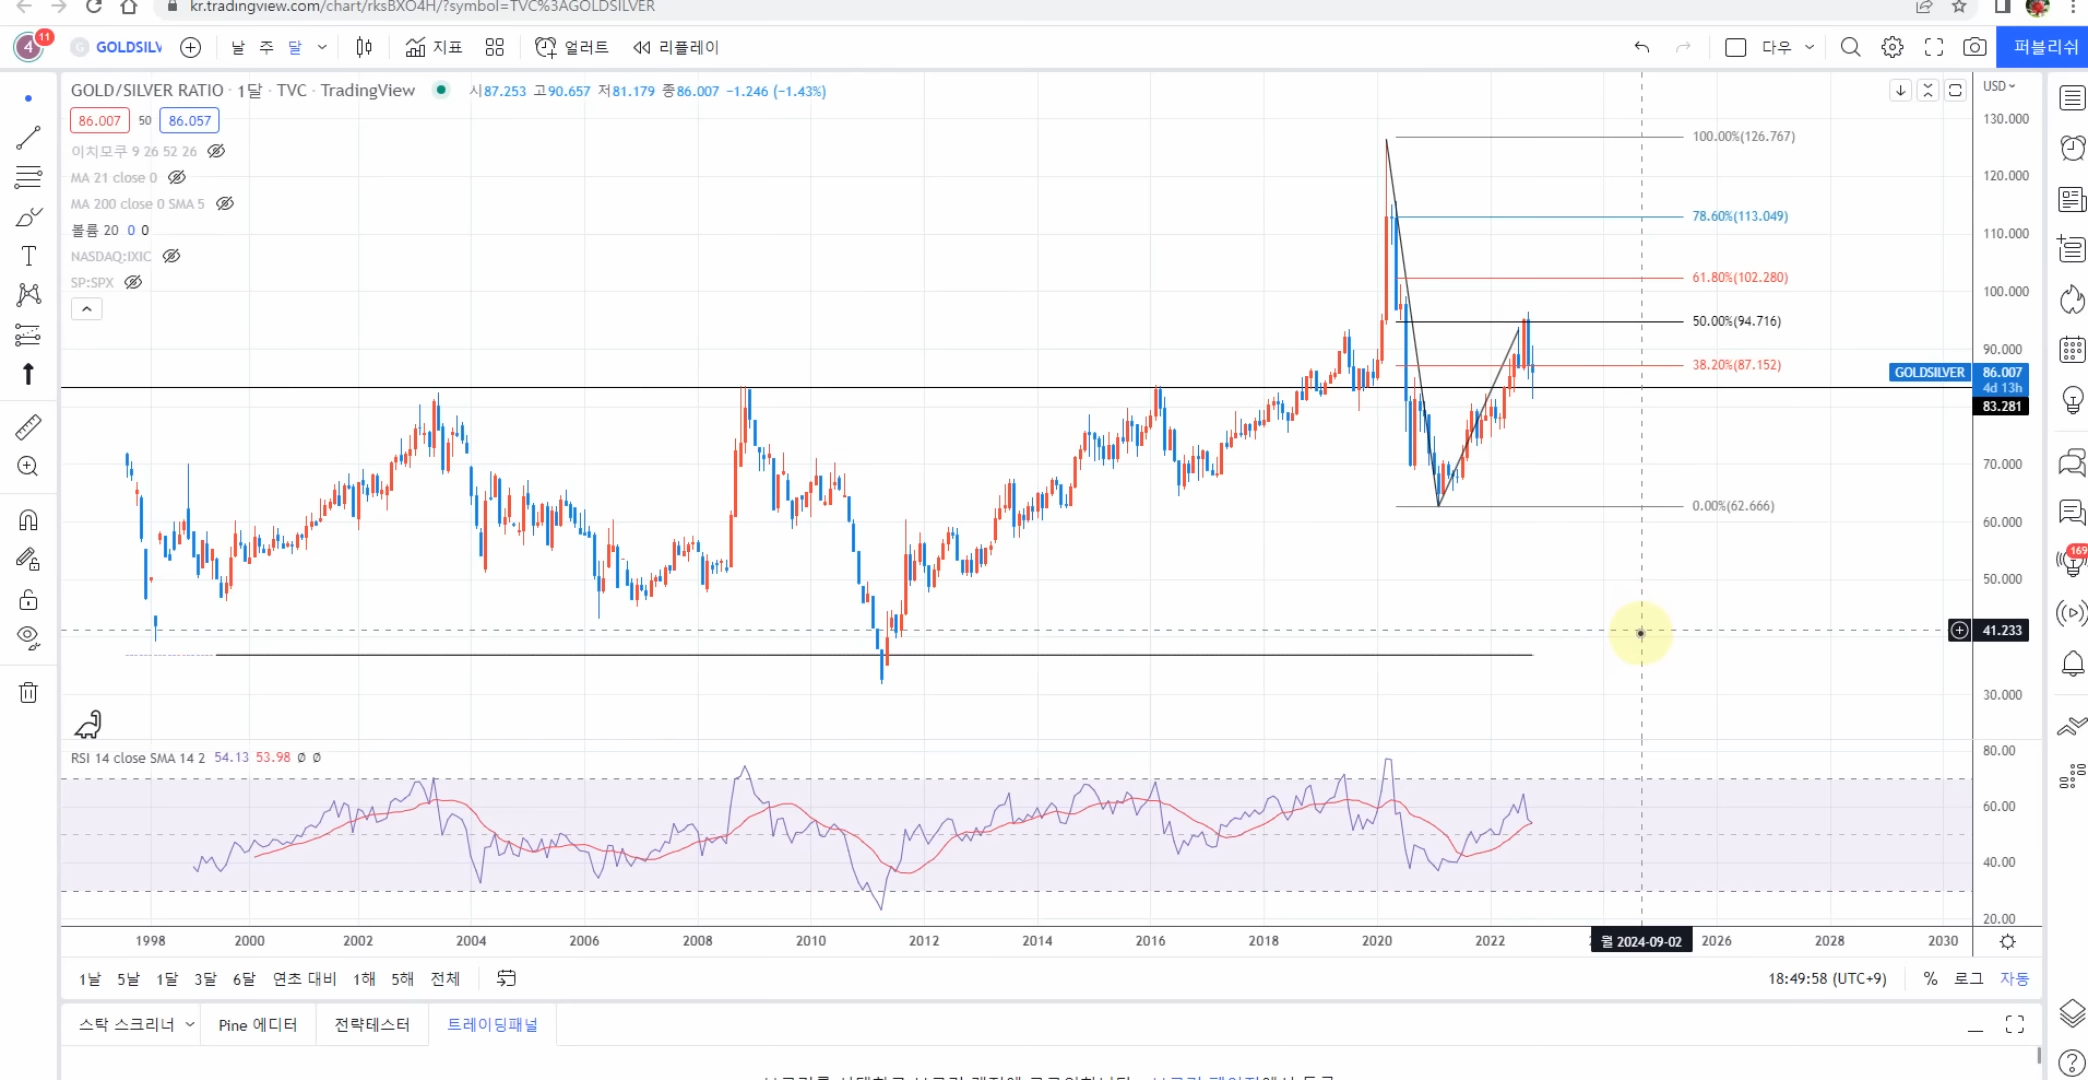 kr.tradingview.com/chart/rksBXO4H/?symbol=TVC%3AGOLDSILVER
4 11 G GOLDSILV 날 주 달 지표 얼러트 리플레이 다우 퍼블리쉬
GOLD/SILVER RATIO · 1달 · TVC · TradingView 시87.253 고90.657 저81.179 종86.007 −1.246 (−1.43%)
USD
86.007 50 86.057
이치모쿠 9 26 52 26
MA 21 close 0
MA 200 close 0 SMA 5
볼륨 20 0 0
NASDAQ:IXIC
SP:SPX
100.00%(126.767)
78.60%(113.049)
61.80%(102.280)
50.00%(94.716)
38.20%(87.152)
0.00%(62.666)
130.000
120.000
110.000
100.000
90.000
GOLDSILVER 86.007
4d 13h
83.281
70.000
60.000
50.000
41.233
30.000
169
RSI 14 close SMA 14 2 54.13 53.98 Ø Ø
80.00
60.00
40.00
20.00
1998 2000 2002 2004 2006 2008 2010 2012 2014 2016 2018 2020 2022 월 2024-09-02 2026 2028 2030
1날 5날 1달 3달 6달 연초 대비 1해 5해 전체 18:49:58 (UTC+9) % 로그 자동
스탁 스크리너 Pine 에디터 전략테스터 트레이딩패널